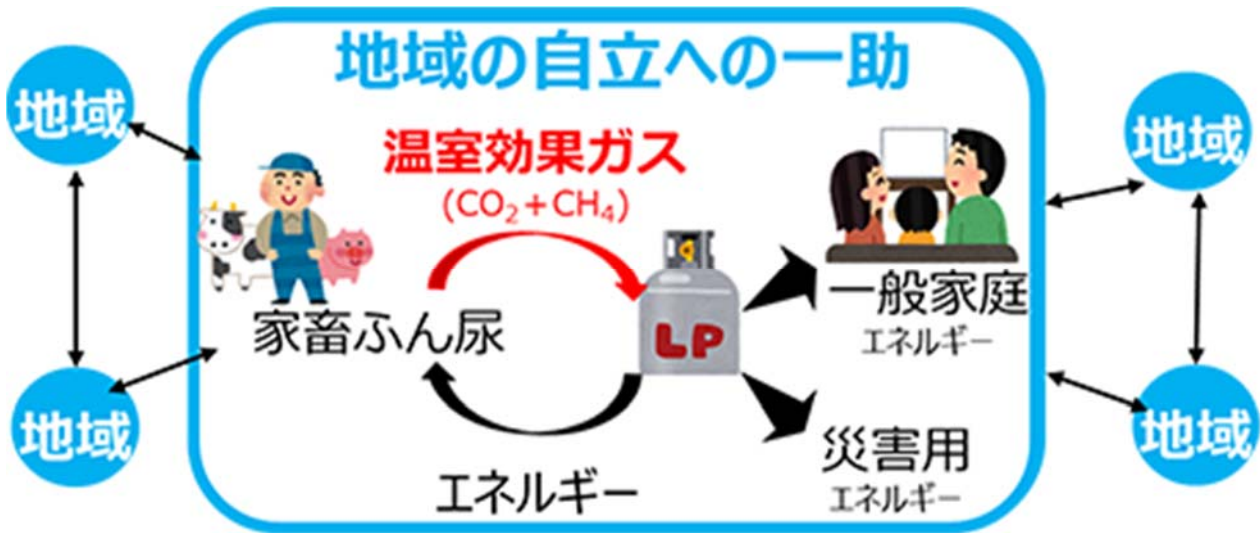 地域の自立への一助
地域
地域
温室効果ガス
(CO₂+CH₄)
LP
家畜ふん尿
エネルギー
一般家庭
エネルギー
災害用
エネルギー
地域
地域